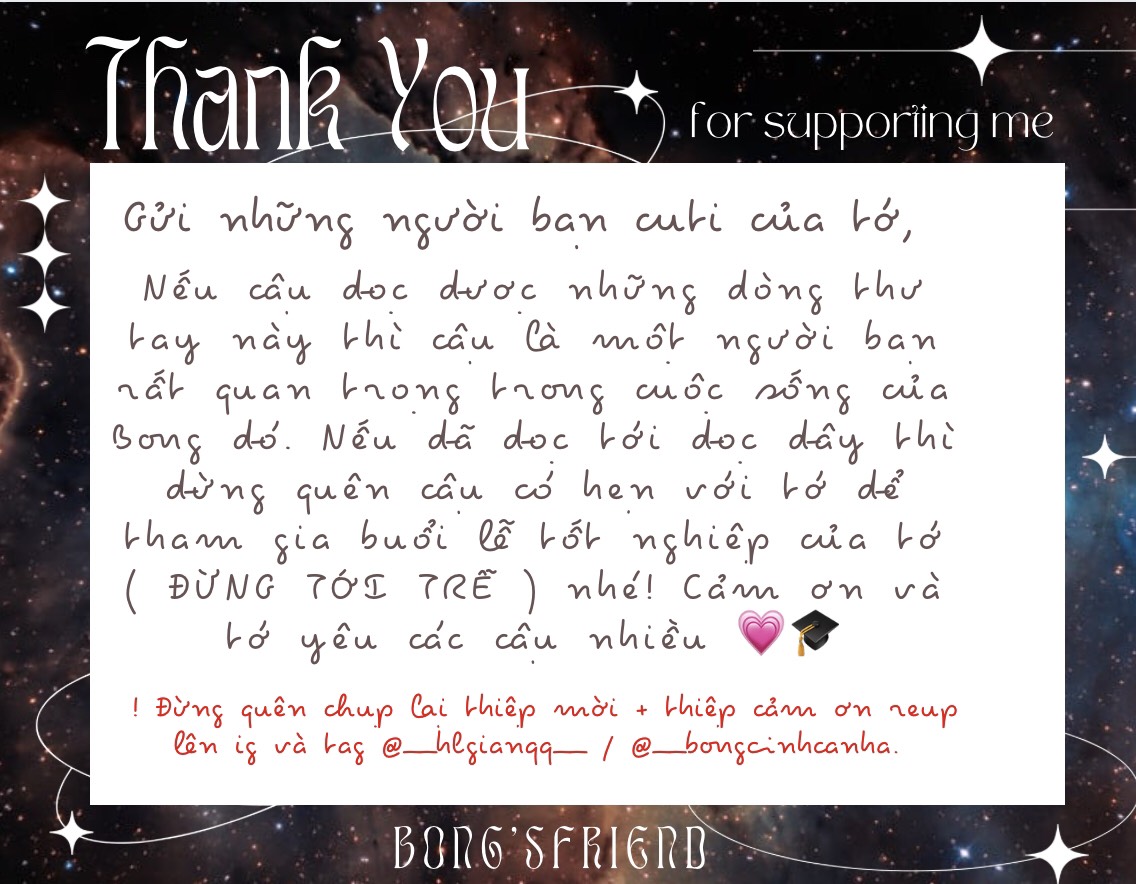 Thank You
for supporting me
Gửi những người bạn cuti của tớ,
Nếu cậu đọc được những dòng thư
tay này thì cậu là một người bạn
rất quan trọng trong cuộc sống của
Bong đó. Nếu đã đọc tới đọc đây thì
đừng quên cậu có hẹn với tớ để
tham gia buổi lễ tốt nghiệp của tớ
( ĐỪNG TỚI TRỄ ) nhé! Cảm ơn và
tớ yêu các cậu nhiều 💗🎓
! Đừng quên chụp lại thiệp mời + thiệp cảm ơn reup
lên ig và tag @__hlgiangg__ / @__bongcinhcanha.
BONG'SFRIEND